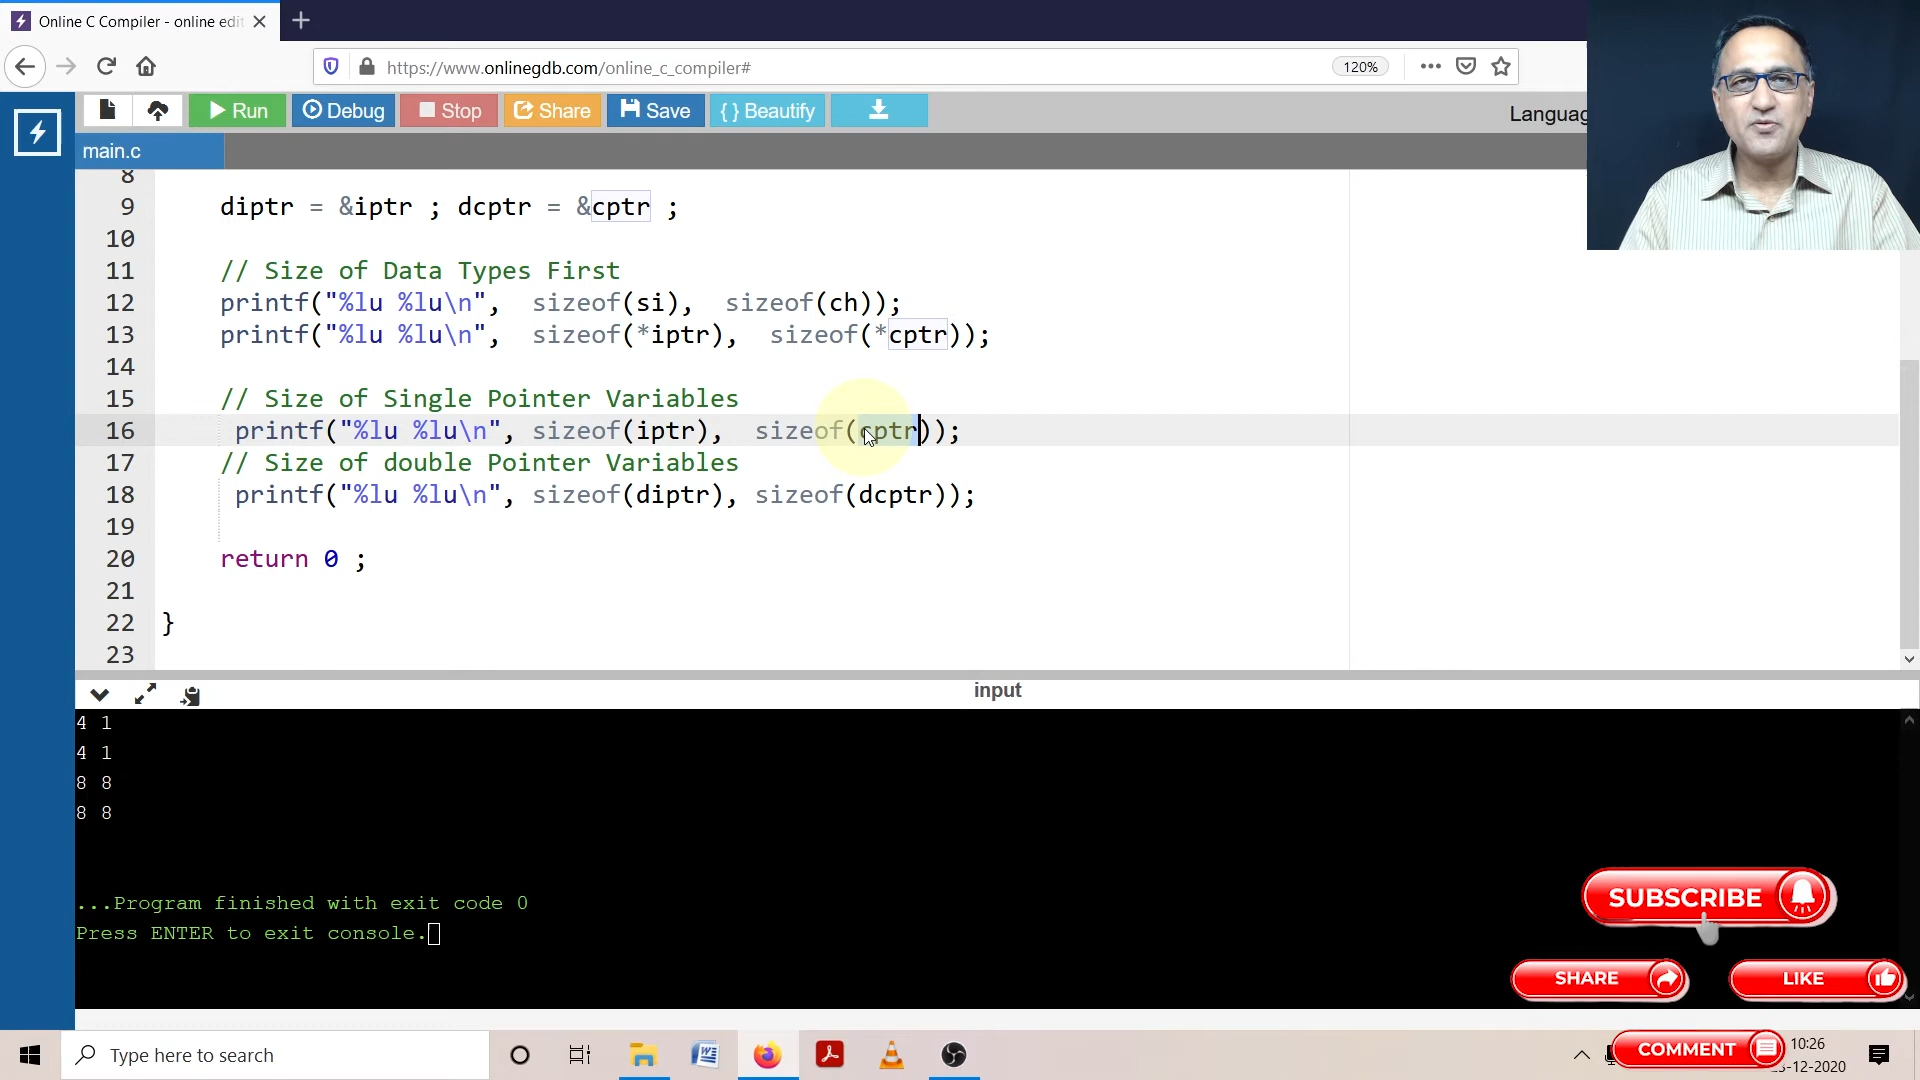 Online C Compiler - online edit
https://www.onlinegdb.com/online_c_compiler#
120%
Run Debug Stop Share Save { } Beautify
main.c
8
9 diptr = &iptr ; dcptr = &cptr ;
10
11 // Size of Data Types First
12 printf("%lu %lu\n", sizeof(si), sizeof(ch));
13 printf("%lu %lu\n", sizeof(*iptr), sizeof(*cptr));
14
15 // Size of Single Pointer Variables
16 printf("%lu %lu\n", sizeof(iptr), sizeof(cptr));
17 // Size of double Pointer Variables
18 printf("%lu %lu\n", sizeof(diptr), sizeof(dcptr));
19
20 return 0 ;
21
22 }
23
input
4 1
4 1
8 8
8 8
...Program finished with exit code 0
Press ENTER to exit console.
SUBSCRIBE
SHARE LIKE
Type here to search
COMMENT
10:26
-12-2020